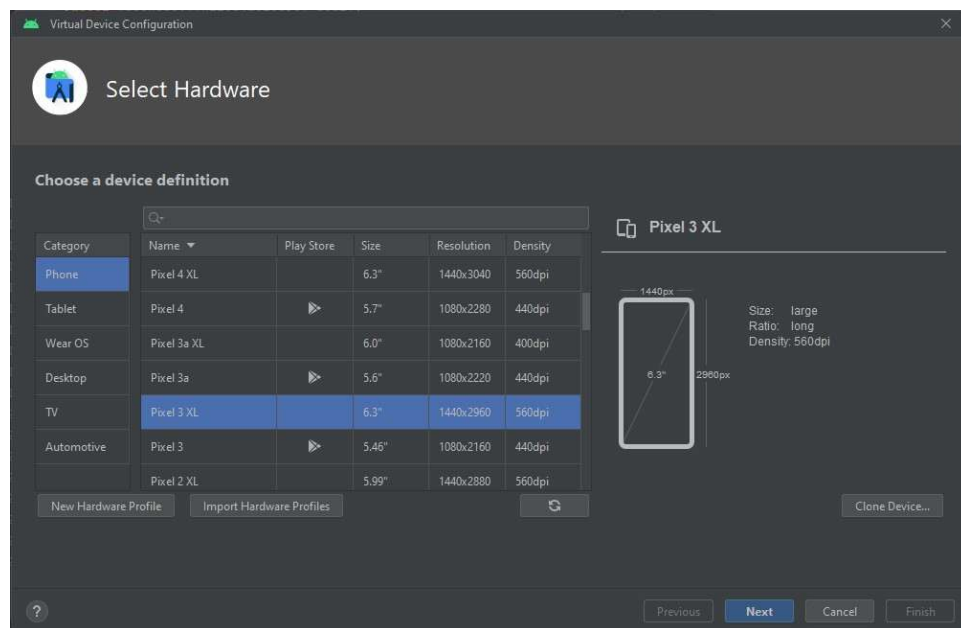 Virtual Device Configuration
Select Hardware
Choose a device definition
Category
Phone
Tablet
Wear OS
Desktop
TV
Automotive
Name Play Store Size Resolution Density
Pixel 4 XL 6.3" 1440x3040 560dpi
Pixel 4 5.7" 1080x2280 440dpi
Pixel 3a XL 6.0" 1080x2160 400dpi
Pixel 3a 5.6" 1080x2220 440dpi
Pixel 3 XL 6.3" 1440x2960 560dpi
Pixel 3 5.46" 1080x2160 440dpi
Pixel 2 XL 5.99" 1440x2880 560dpi
New Hardware Profile Import Hardware Profiles
Pixel 3 XL
1440px
6.3" 2960px
Size: large
Ratio: long
Density: 560dpi
Clone Device...
? Previous Next Cancel Finish